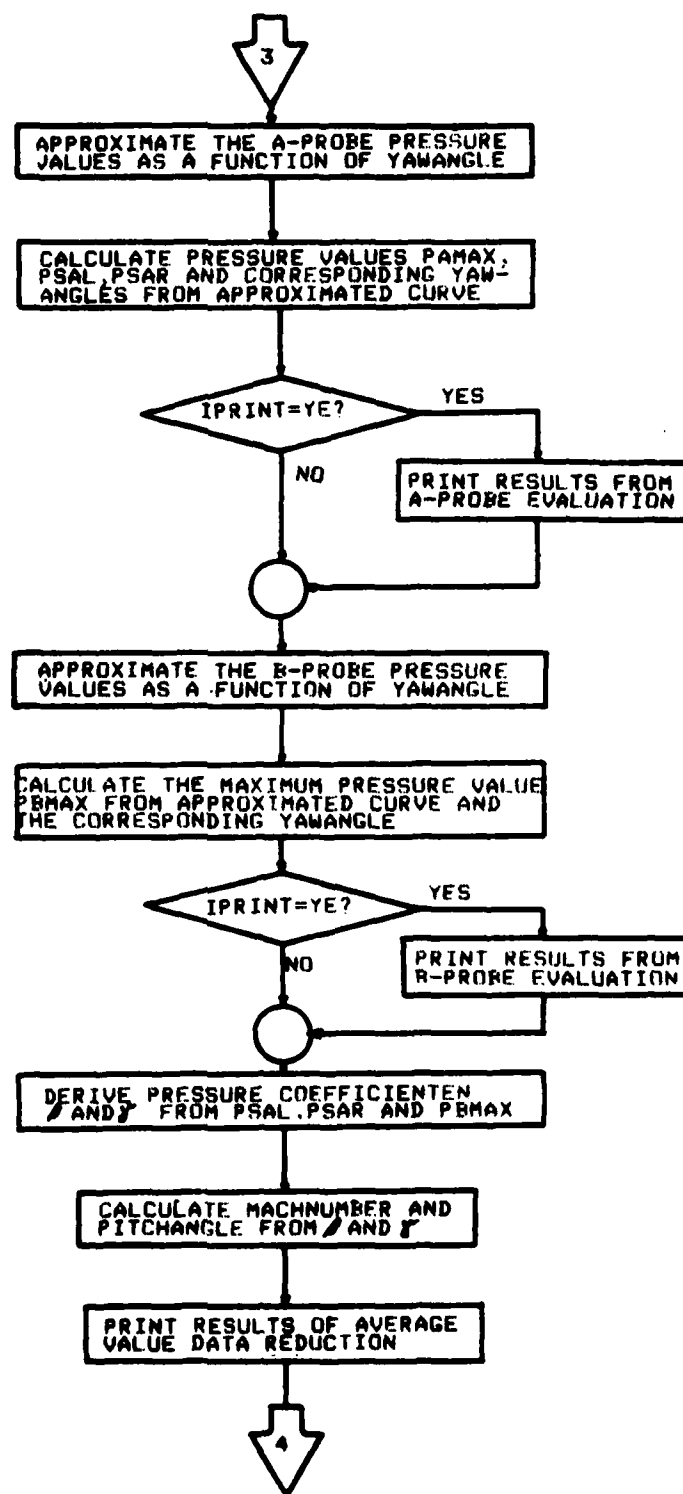 3
APPROXIMATE THE A-PROBE PRESSURE
VALUES AS A FUNCTION OF YAWANGLE
CALCULATE PRESSURE VALUES PAMAX,
PSAL,PSAR AND CORRESPONDING YAW-
ANGLES FROM APPROXIMATED CURVE
IPRINT=YE?
YES
NO
PRINT RESULTS FROM
A-PROBE EVALUATION
APPROXIMATE THE B-PROBE PRESSURE
VALUES AS A FUNCTION OF YAWANGLE
CALCULATE THE MAXIMUM PRESSURE VALUE
PBMAX FROM APPROXIMATED CURVE AND
THE CORRESPONDING YAWANGLE
IPRINT=YE?
YES
NO
PRINT RESULTS FROM
B-PROBE EVALUATION
DERIVE PRESSURE COEFFICIENTEN
AND γ FROM PSAL.PSAR AND PBMAX
CALCULATE MACHNUMBER AND
PITCHANGLE FROM AND γ
PRINT RESULTS OF AVERAGE
VALUE DATA REDUCTION
4